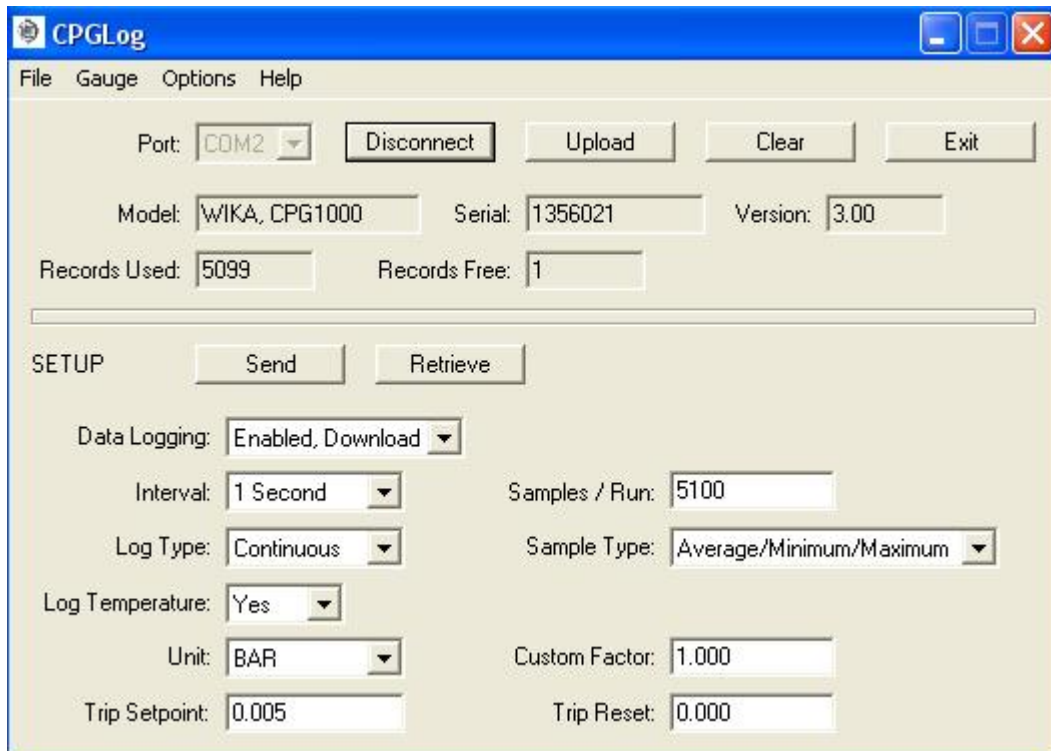 CPGLog
File Gauge Options Help
Port: COM2 Disconnect Upload Clear Exit
Model: WIKA, CPG1000 Serial: 1356021 Version: 3.00
Records Used: 5099 Records Free: 1
SETUP Send Retrieve
Data Logging: Enabled, Download
Interval: 1 Second Samples / Run: 5100
Log Type: Continuous Sample Type: Average/Minimum/Maximum
Log Temperature: Yes
Unit: BAR Custom Factor: 1.000
Trip Setpoint: 0.005 Trip Reset: 0.000